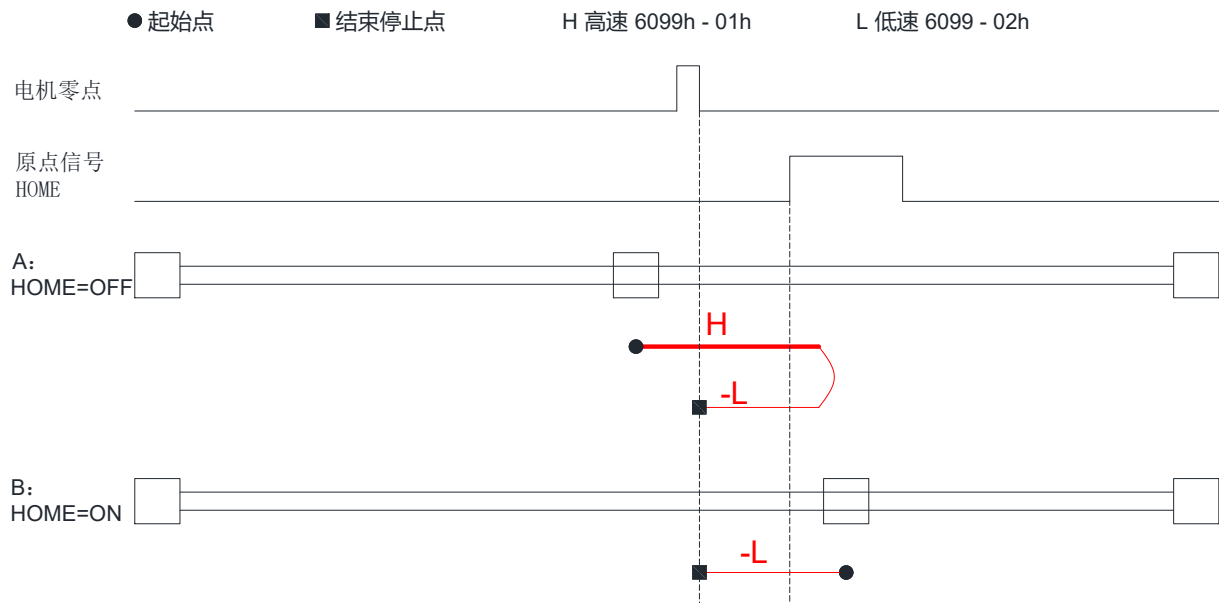 起始点 结束停止点 H 高速 6099h - 01h L 低速 6099 - 02h
电机零点
原点信号
HOME
A：
HOME=OFF
H
-L
B：
HOME=ON
-L